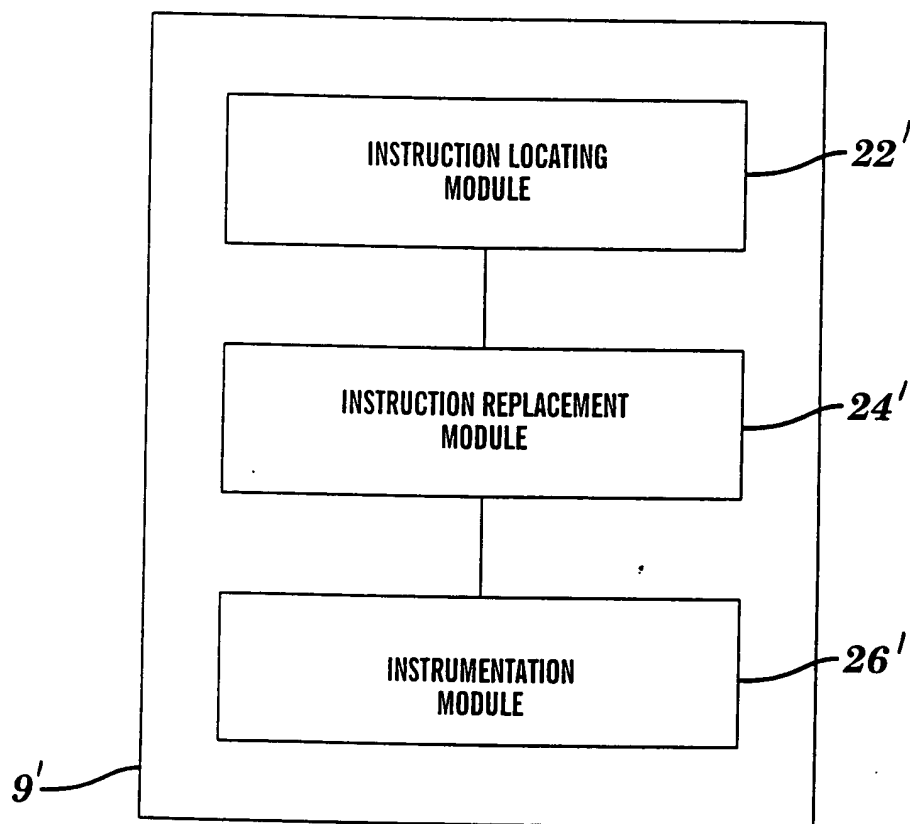 INSTRUCTION LOCATING
MODULE
22'
INSTRUCTION REPLACEMENT
MODULE
24'
INSTRUMENTATION
MODULE
26'
9'